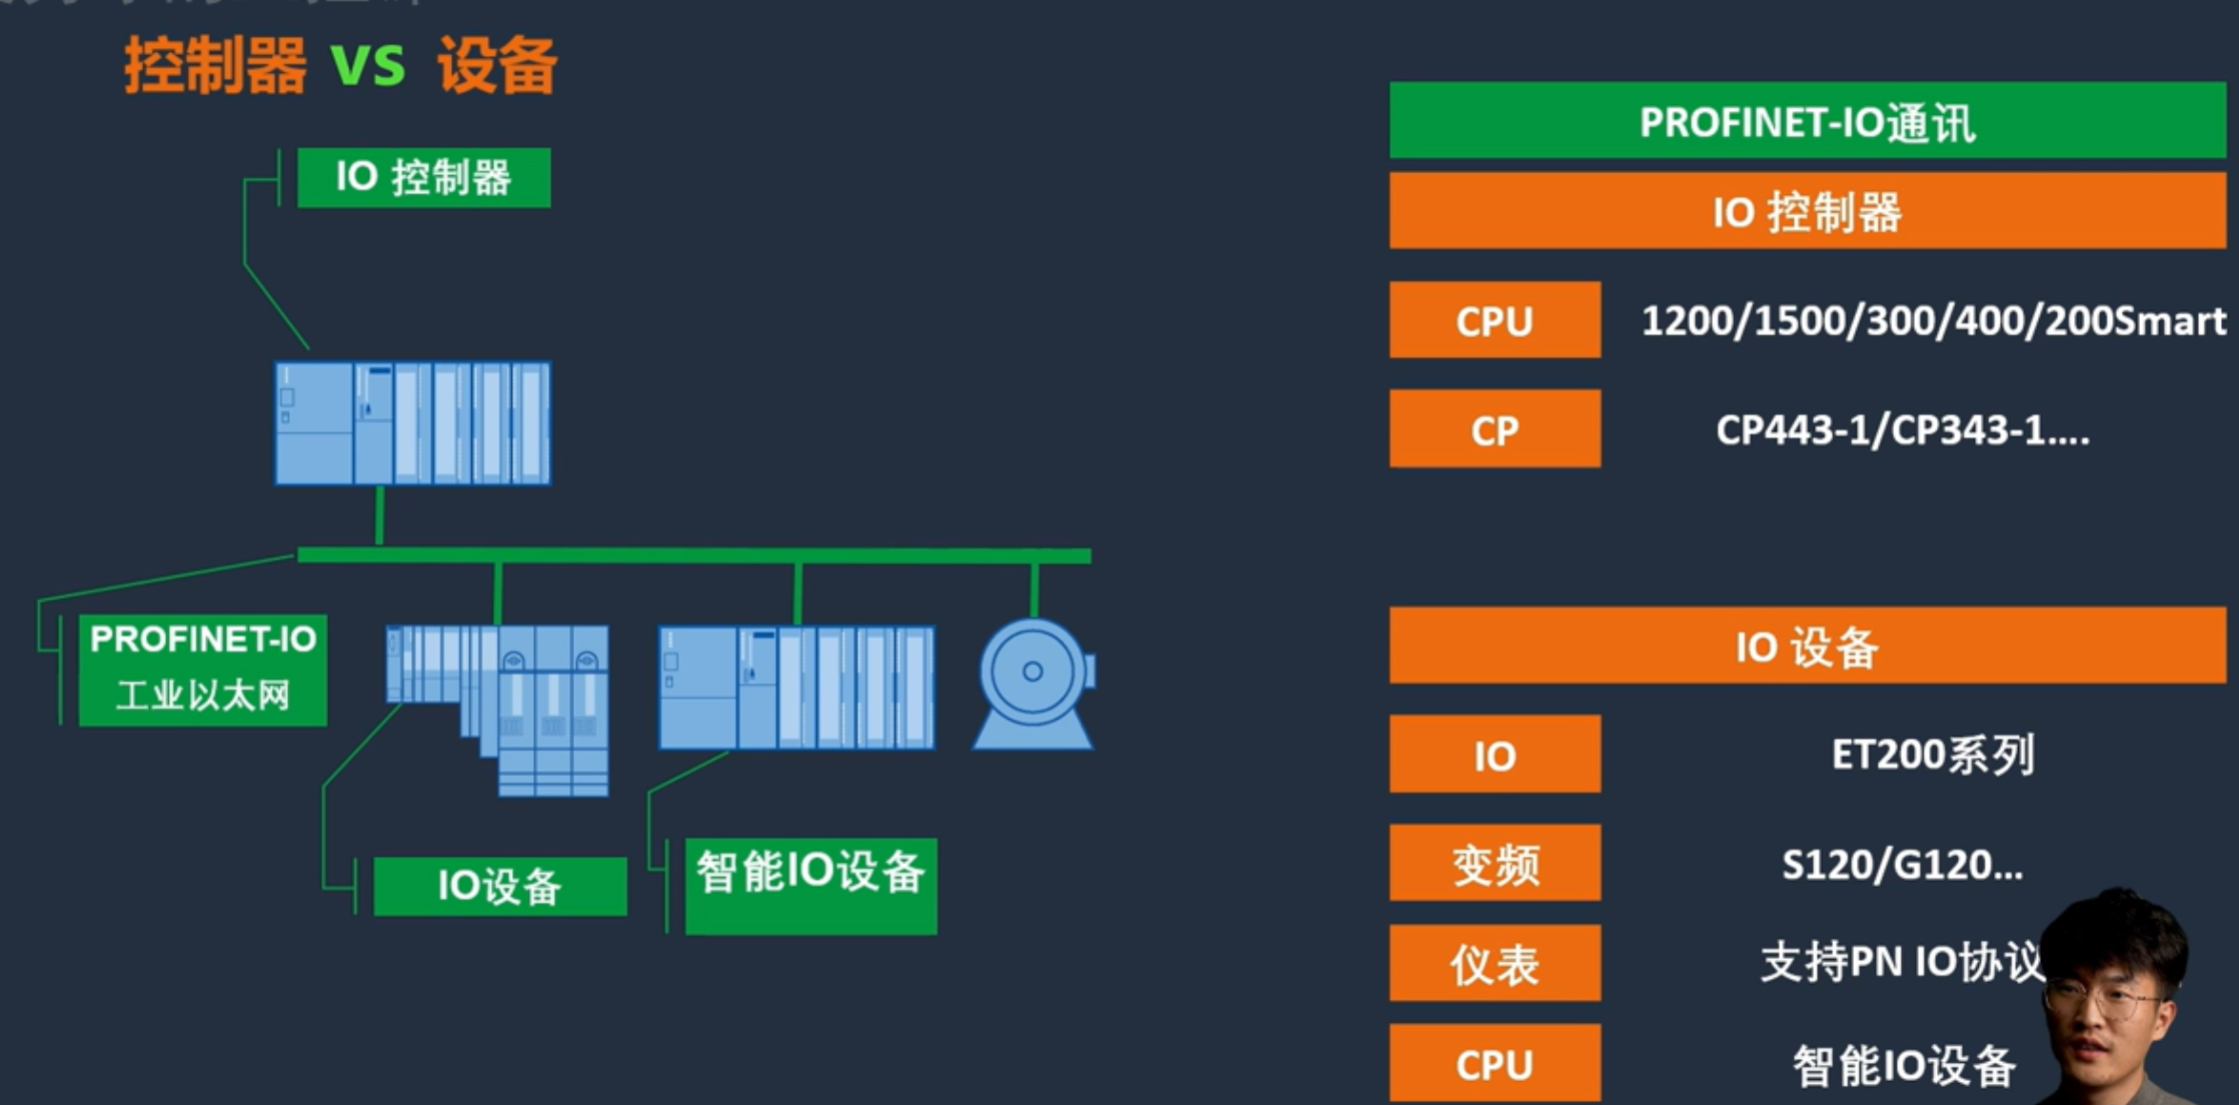 控制器 VS 设备
IO 控制器
PROFINET-IO
工业以太网
IO设备
智能IO设备
PROFINET-IO通讯
IO 控制器
CPU 1200/1500/300/400/200Smart
CP CP443-1/CP343-1....
IO 设备
IO ET200系列
变频 S120/G120...
仪表 支持PN IO协议
CPU 智能IO设备